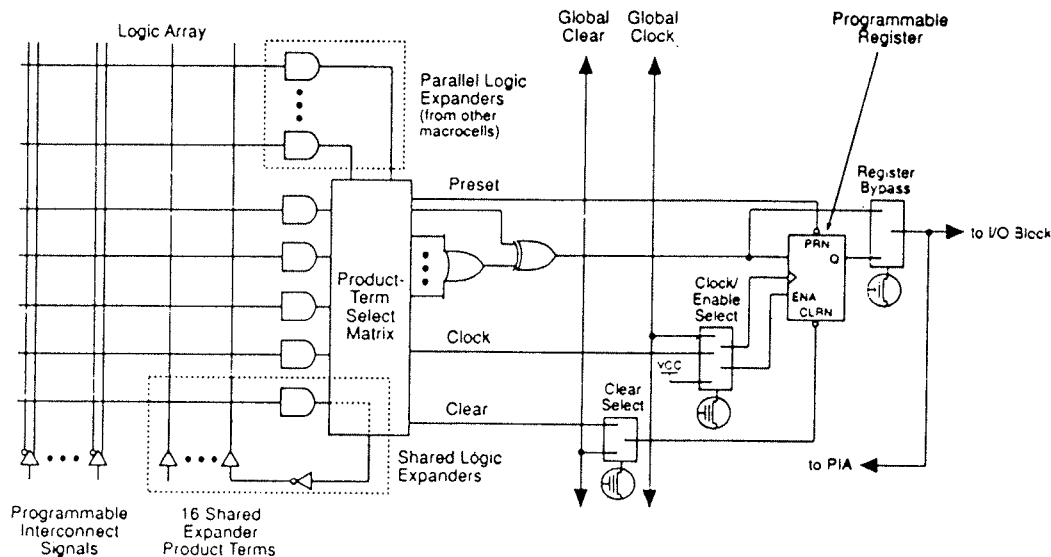 Logic Array
Global
Clear
Global
Clock
Programmable
Register
Parallel Logic
Expanders
(from other
macrocells)
Preset
Register
Bypass
to I/O Block
PRN
Q
Product-
Term
Select
Matrix
Clock/
Enable
Select
ENA
CLRN
Clock
VCC
Clear
Clear
Select
Shared Logic
Expanders
to PIA
Programmable
Interconnect
Signals
16 Shared
Expander
Product Terms